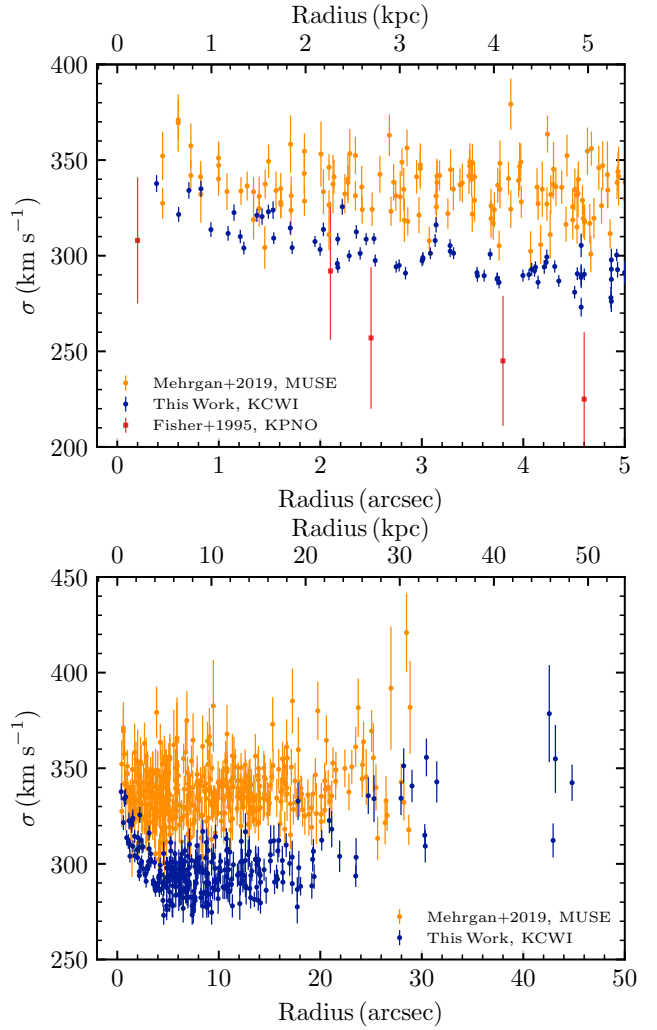 Radius (kpc)
0 1 2 3 4 5
400
350
300
250
200
σ (km s⁻¹)
Mehrgan+2019, MUSE
This Work, KCWI
Fisher+1995, KPNO
0 1 2 3 4 5
Radius (arcsec)
Radius (kpc)
0 10 20 30 40 50
450
400
350
300
250
σ (km s⁻¹)
Mehrgan+2019, MUSE
This Work, KCWI
0 10 20 30 40 50
Radius (arcsec)